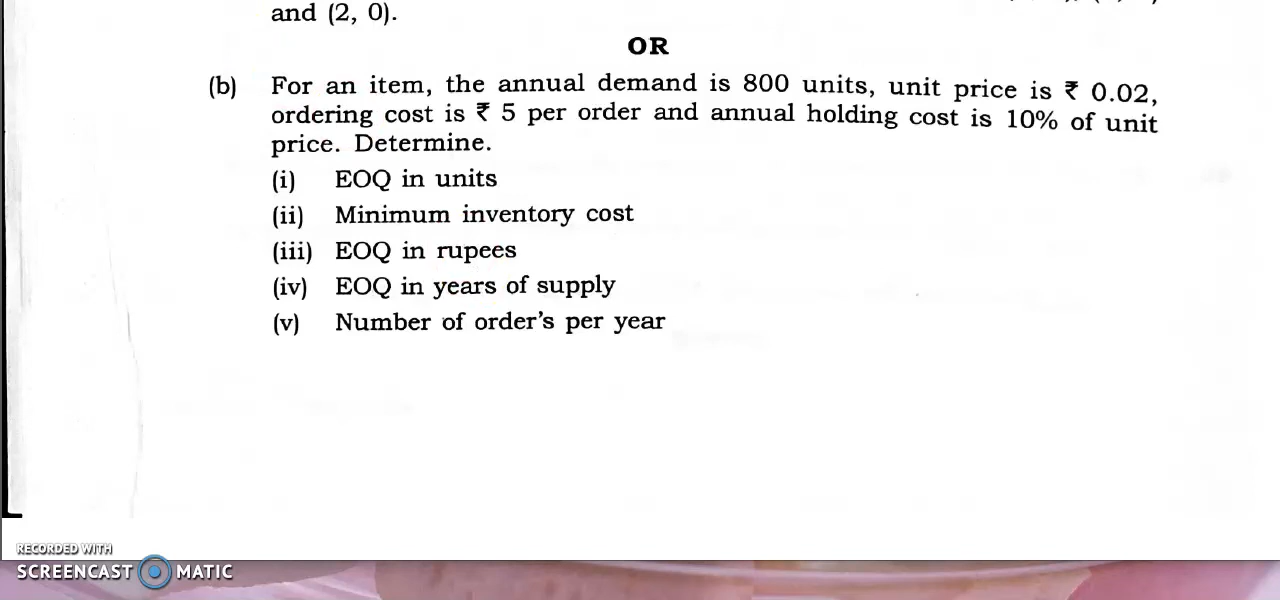 and (2, 0).
OR
(b) For an item, the annual demand is 800 units, unit price is ₹ 0.02,
ordering cost is ₹ 5 per order and annual holding cost is 10% of unit
price. Determine.
(i) EOQ in units
(ii) Minimum inventory cost
(iii) EOQ in rupees
(iv) EOQ in years of supply
(v) Number of order's per year
RECORDED WITH
SCREENCAST MATIC